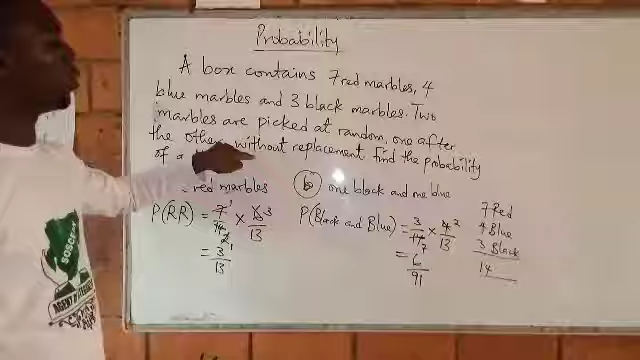 Probability
A box contains 7 red marbles, 4
blue marbles and 3 black marbles. Two
marbles are picked at random, one after
the other without replacement find the probability
of
red marbles
(b) one black and one blue
P(RR) = 7/14 × 6/13
= 3/13
P(Black and Blue) = 3/14 × 4/13
= 6/91
7 Red
4 Blue
3 Black
14
AGENT OF